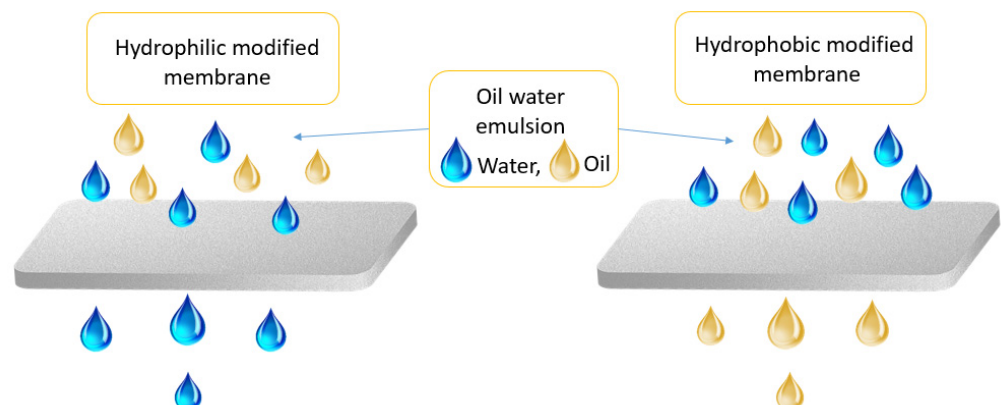 Hydrophilic modified
membrane
Oil water
emulsion
Water, Oil
Hydrophobic modified
membrane